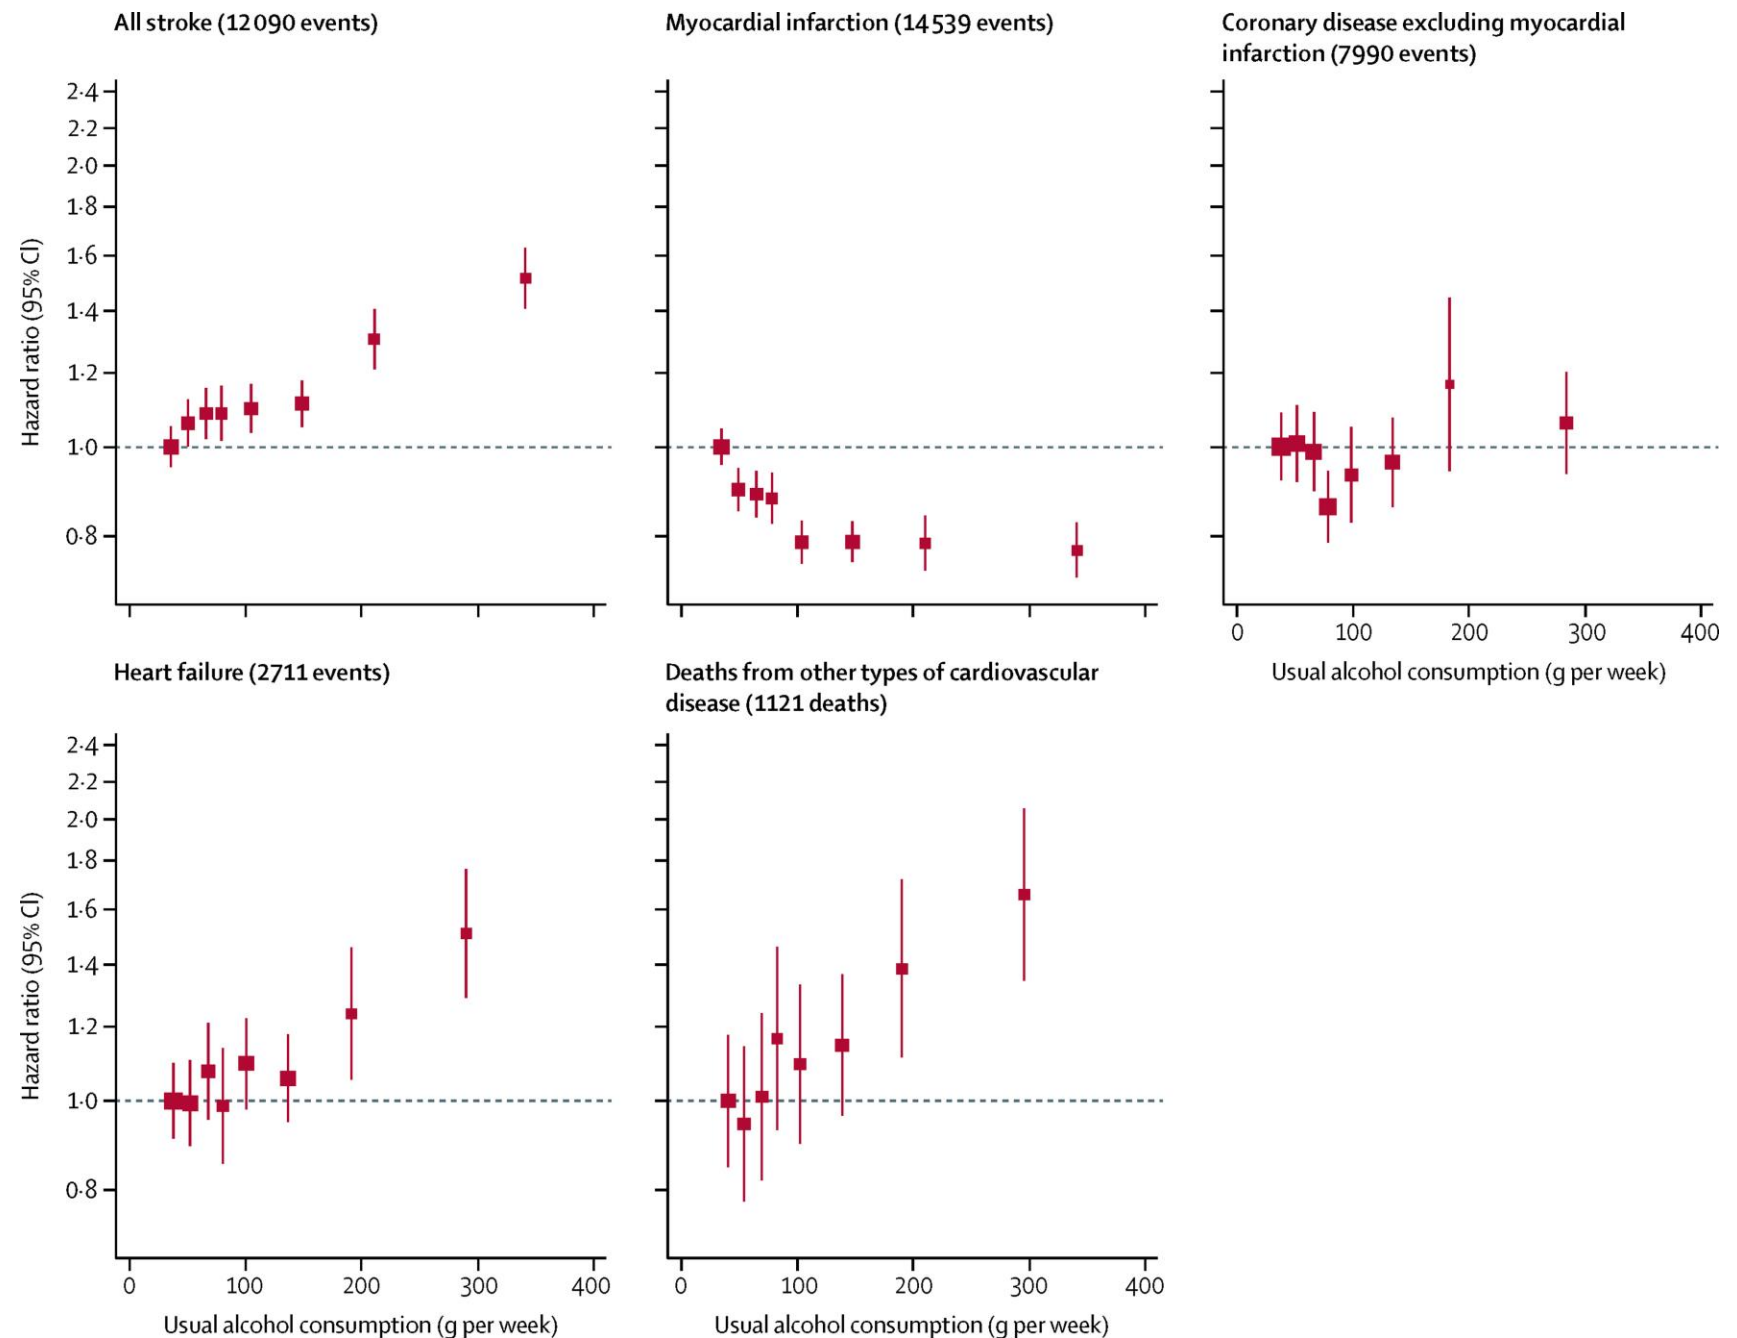 All stroke (12 090 events)
Myocardial infarction (14 539 events)
Coronary disease excluding myocardial
infarction (7990 events)
Hazard ratio (95% CI)
2·4
2·2
2·0
1·8
1·6
1·4
1·2
1·0
0·8
0 100 200 300 400
Usual alcohol consumption (g per week)
Heart failure (2711 events)
Deaths from other types of cardiovascular
disease (1121 deaths)
Hazard ratio (95% CI)
2·4
2·2
2·0
1·8
1·6
1·4
1·2
1·0
0·8
0 100 200 300 400
Usual alcohol consumption (g per week)
0 100 200 300 400
Usual alcohol consumption (g per week)